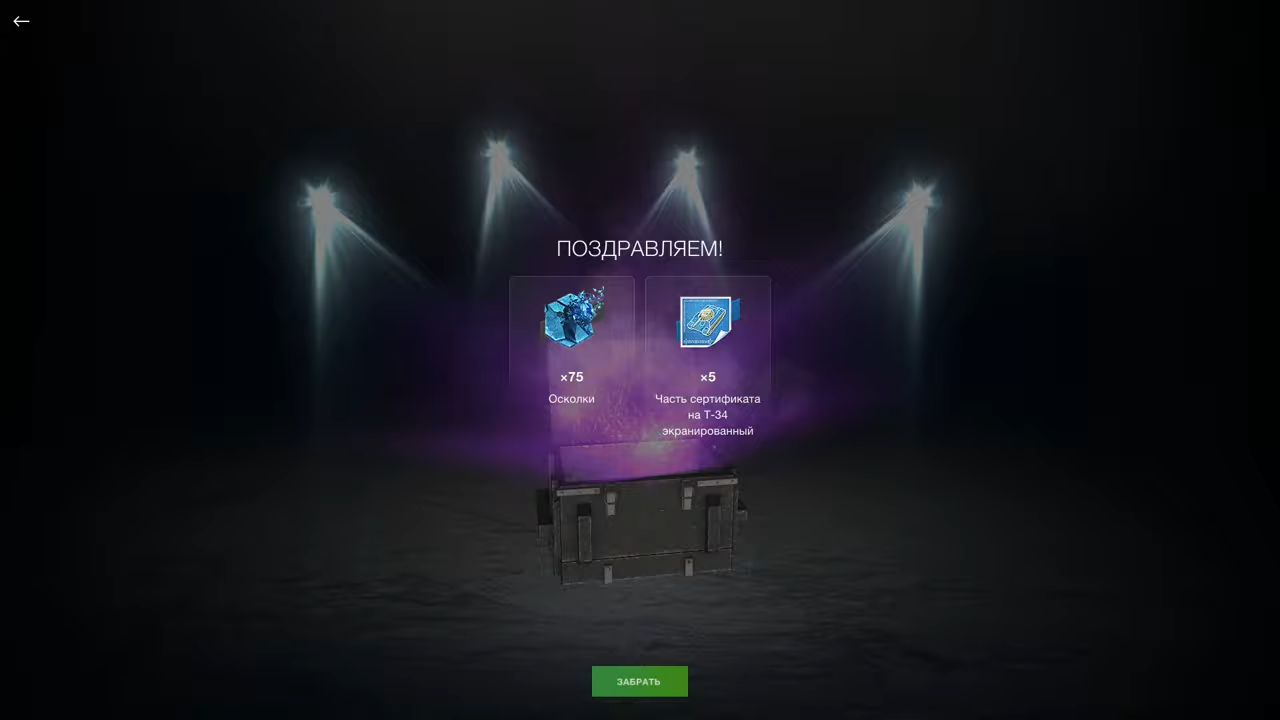 ПОЗДРАВЛЯЕМ!
×75
Осколки
×5
Часть сертификата
на Т-34
экранированный
ЗАБРАТЬ